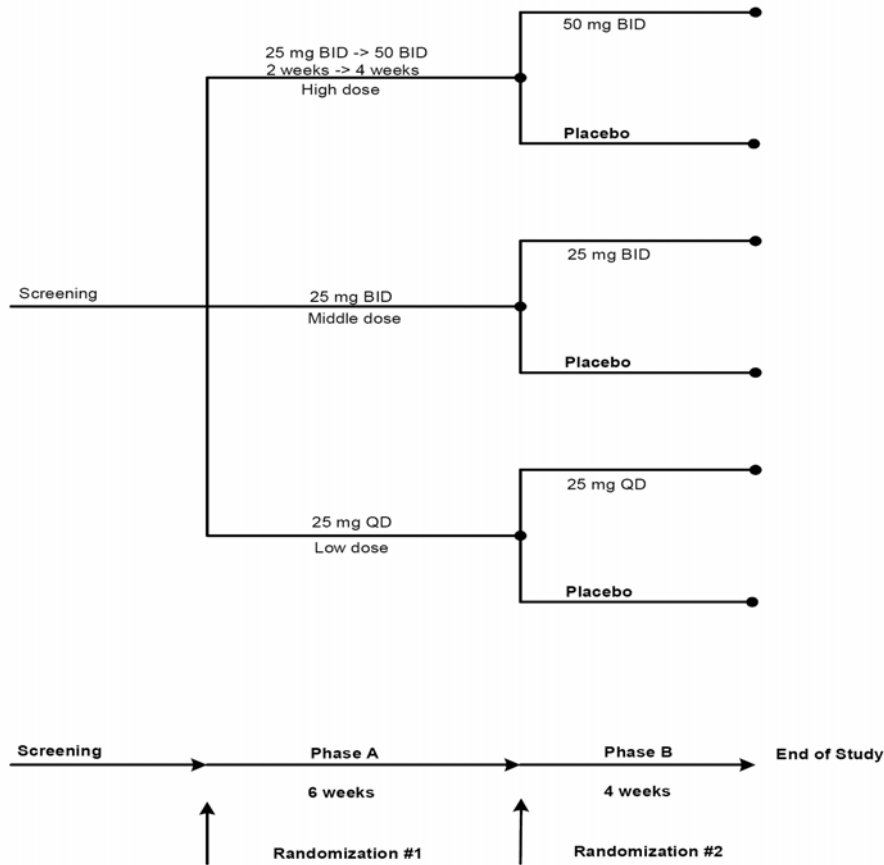 50 mg BID
25 mg BID -> 50 BID
2 weeks -> 4 weeks
High dose
Placebo
25 mg BID
Screening
25 mg BID
Middle dose
Placebo
25 mg QD
25 mg QD
Low dose
Placebo
Screening
Phase A
Phase B
End of Study
6 weeks
4 weeks
Randomization #1
Randomization #2